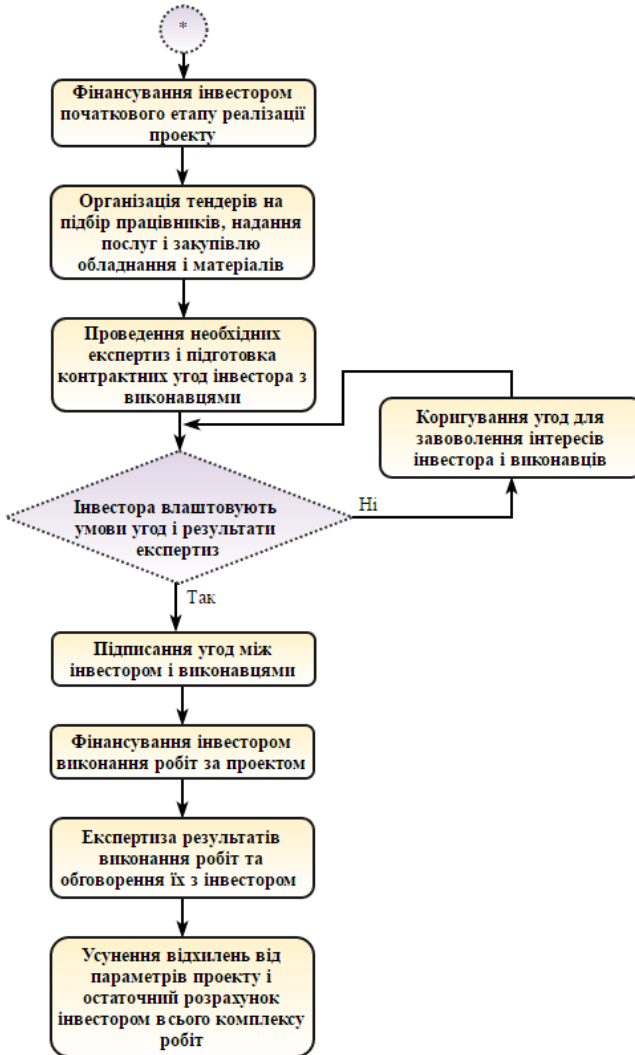 *
Фінансування інвестором
початкового етапу реалізації
проекту
Організація тендерів на
підбір працівників, надання
послуг і закупівлю
обладнання і матеріалів
Проведення необхідних
експертиз і підготовка
контрактних угод інвестора з
виконавцями
Коригування угод для
завоволення інтересів
інвестора і виконавців
Інвестора влаштовують
умови угод і результати
експертиз
Ні
Так
Підписання угод між
інвестором і виконавцями
Фінансування інвестором
виконання робіт за проектом
Експертиза результатів
виконання робіт та
обговорення їх з інвестором
Усунення відхилень від
параметрів проекту і
остаточний розрахунок
інвестором всього комплексу
робіт